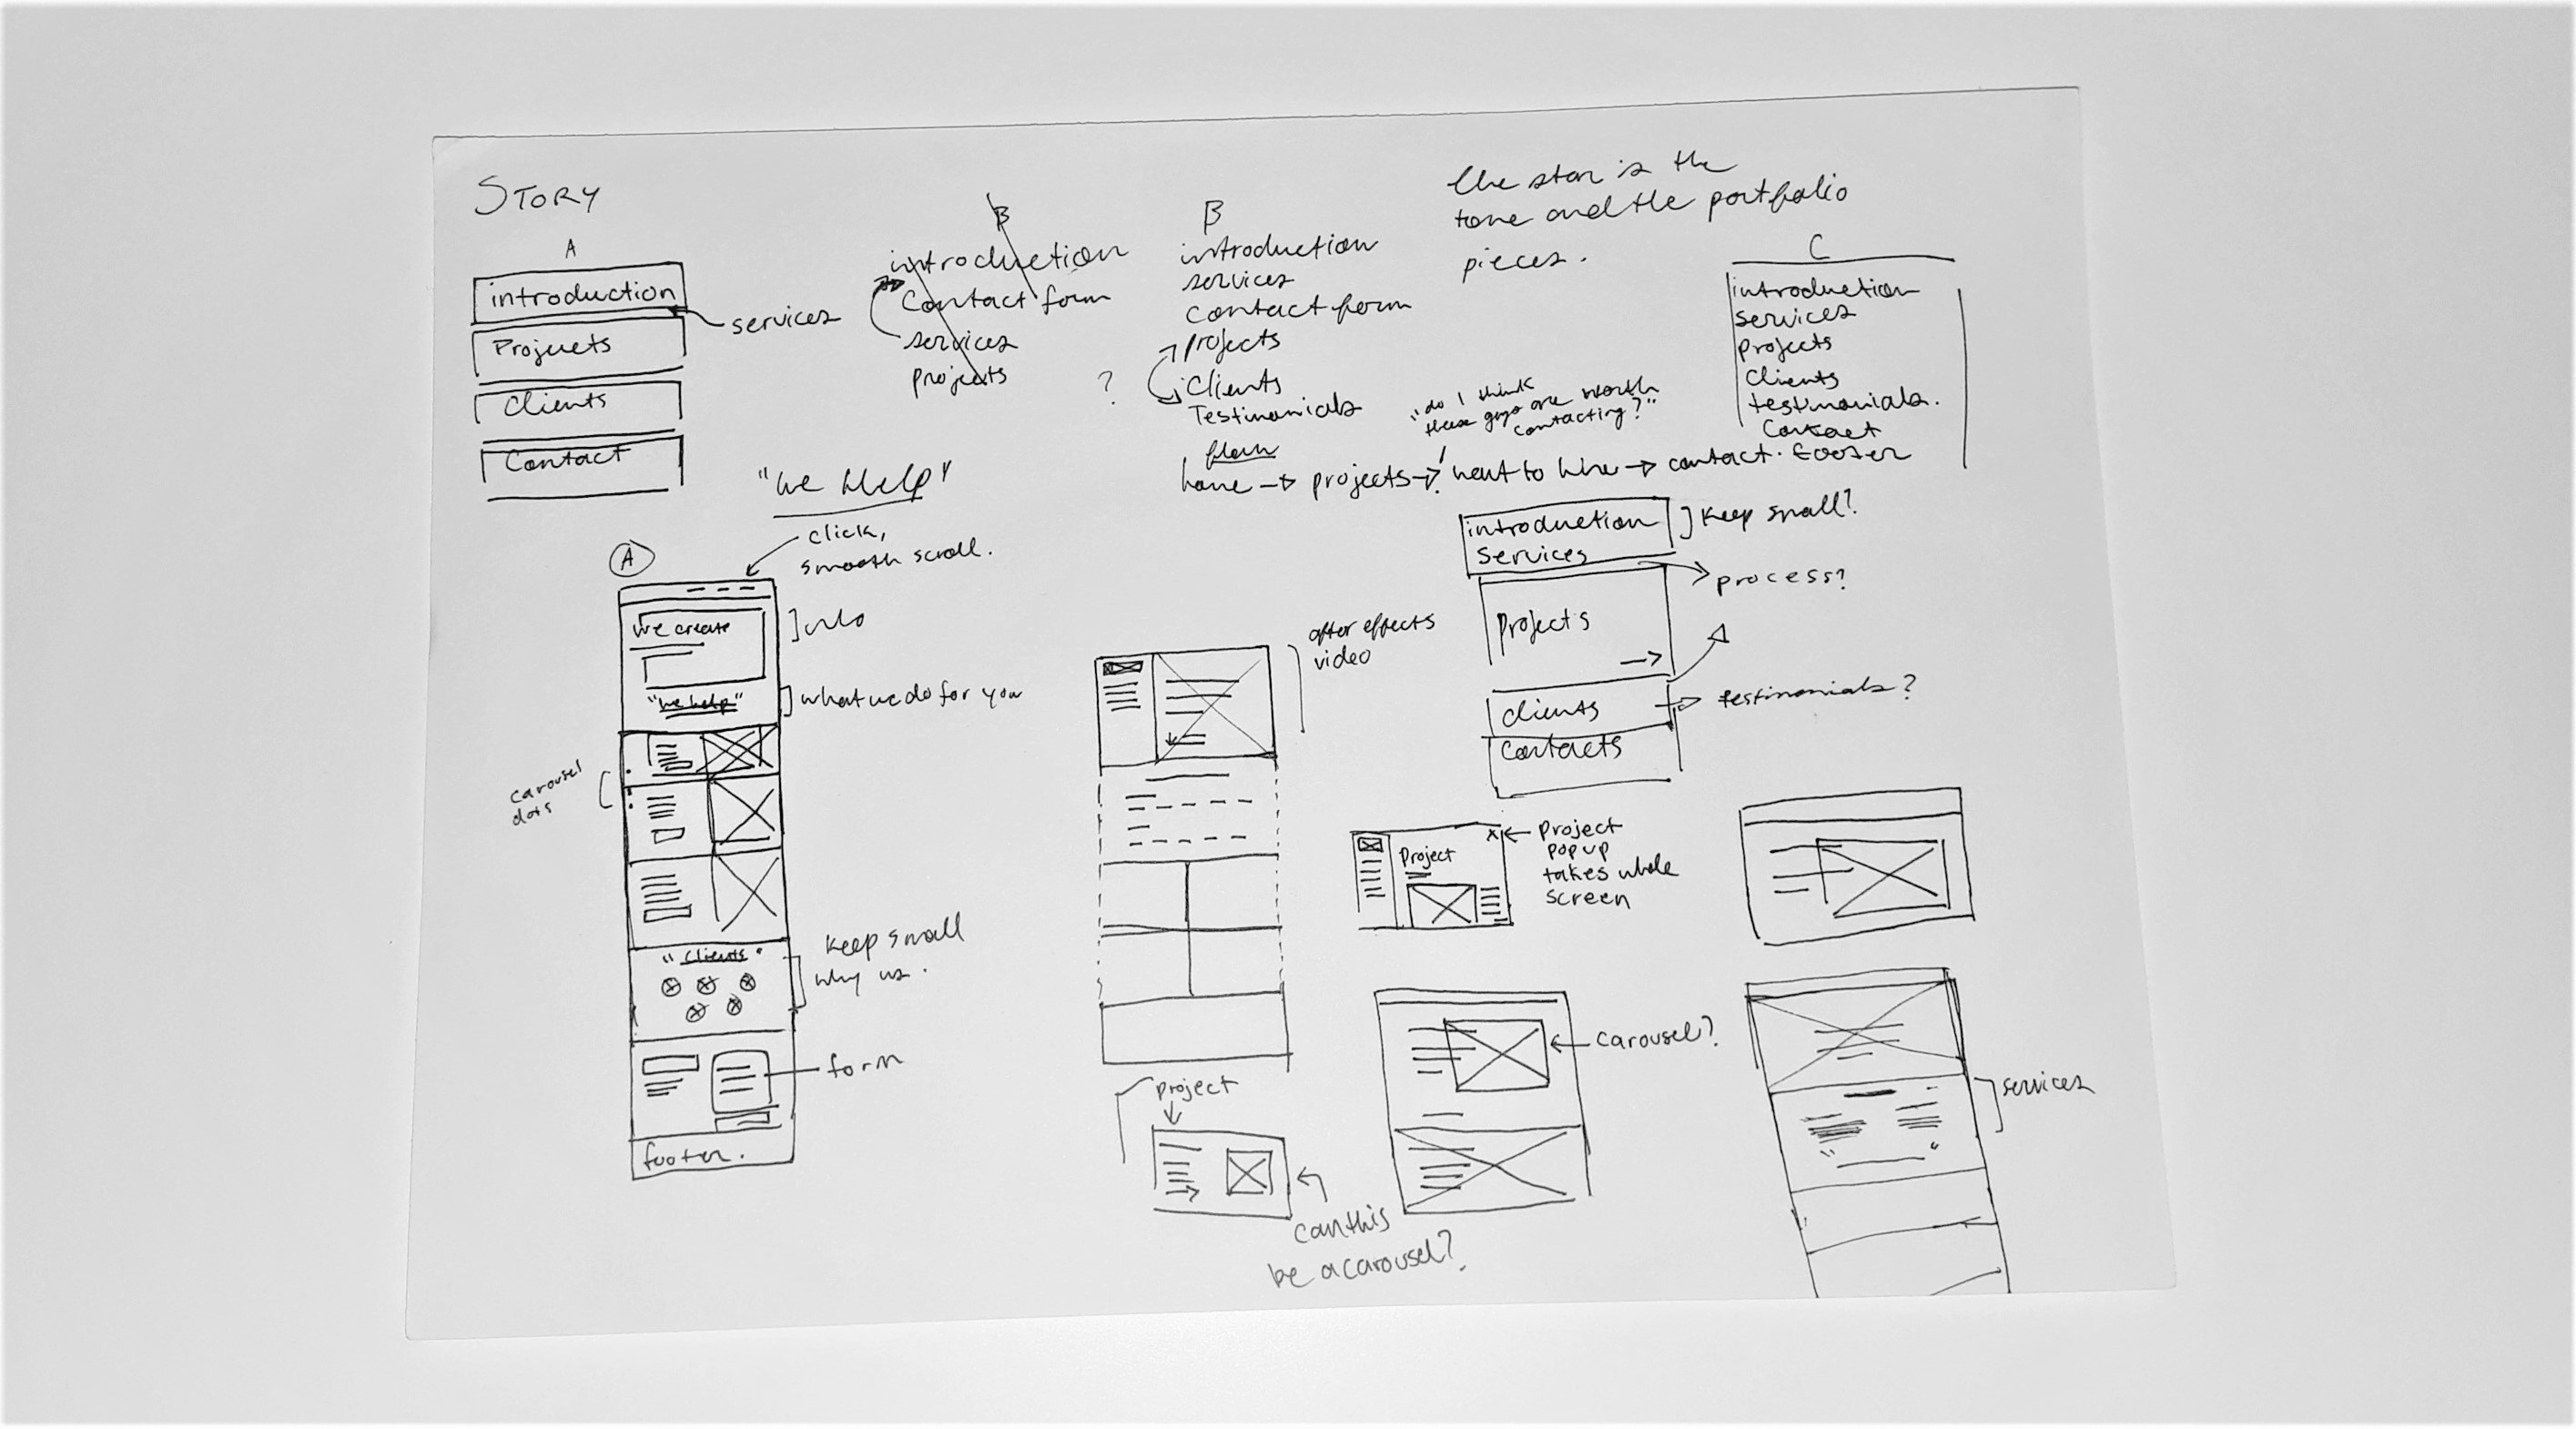 STORY
A
introduction
services
Projects
Clients
Contact
B
introduction
Contact form
services
projects
?
B
introduction
services
contact form
projects
Clients
Testimonials
The star is the
tone and the portfolio
pieces.
C
introduction
services
projects
Clients
testimonials.
Contact
"do I think
these guys are worth
contacting?"
flow
home → projects → ! want to hire → contact. footer
"we Help"
click,
smooth scroll.
A
we create
"we help"
what we do for you
carousel
dots
"Clients"
Keep small
why us.
form
footer.
after effects
video
introduction
Services
Keep small?
process?
Projects
Clients
testimonials?
Contacts
Project
x ← Project
popup
takes whole
screen
carousel?
services
Project
can this
be a carousel?